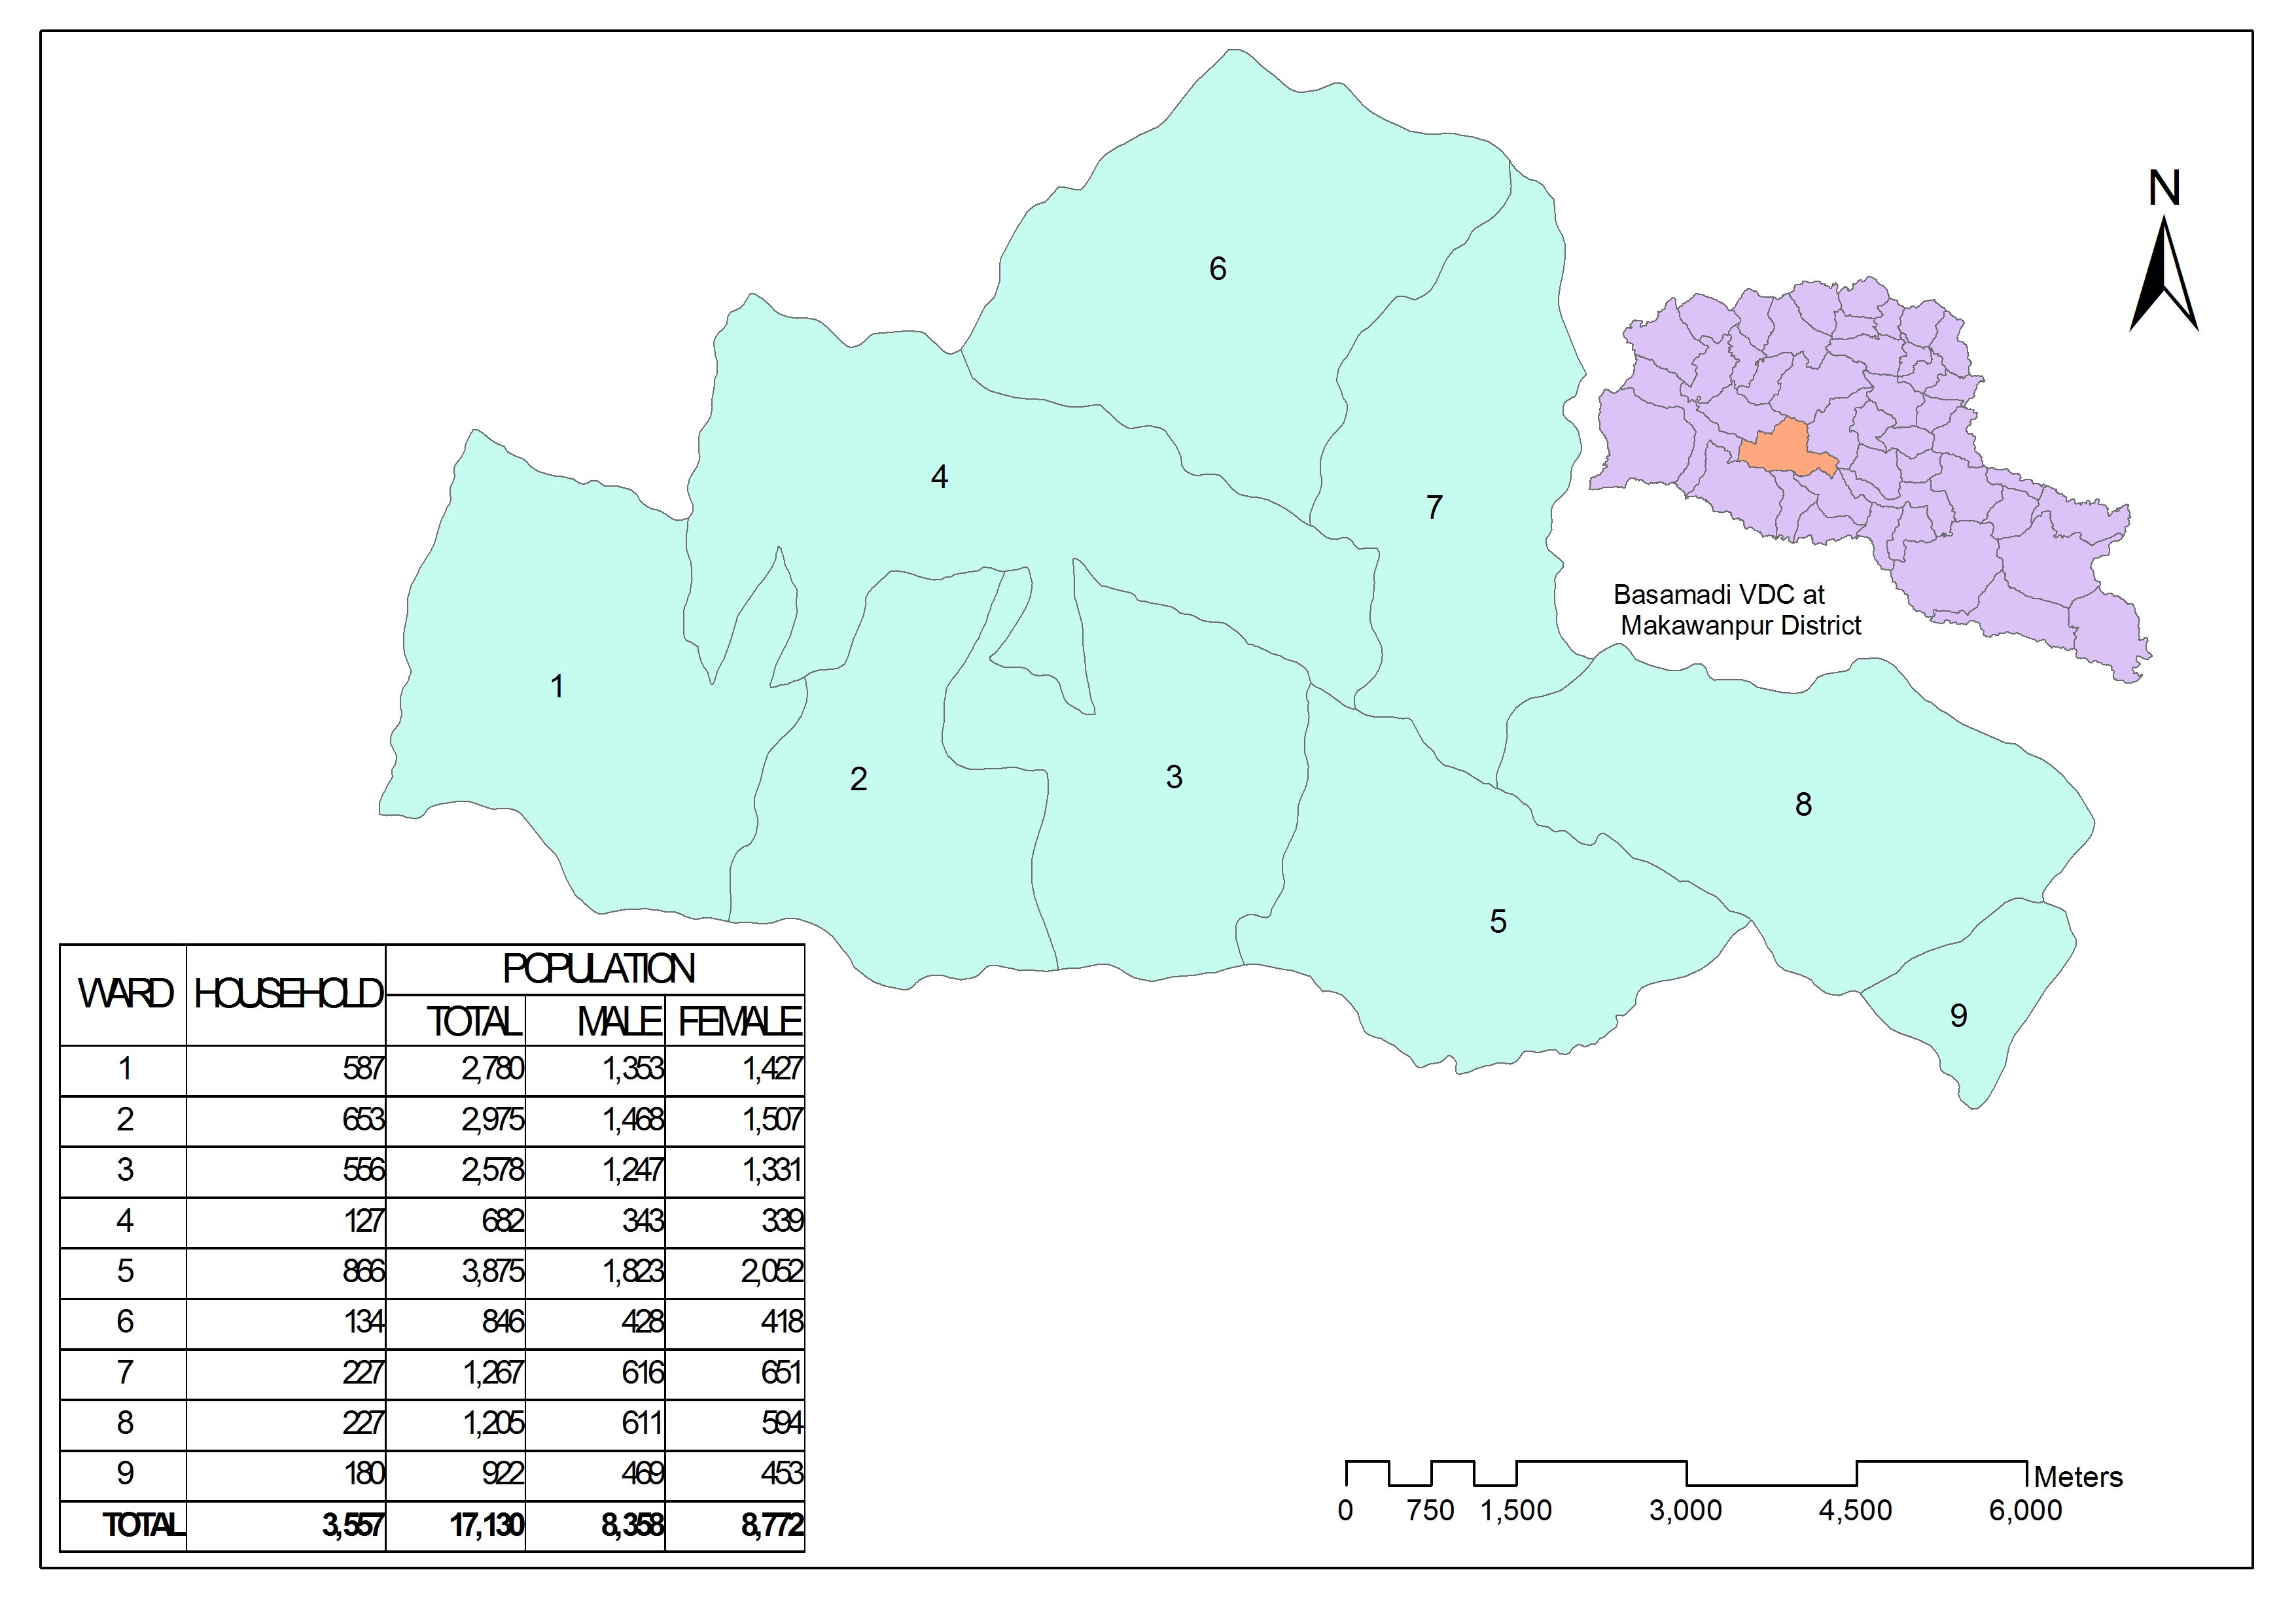 6
N
4
7
Basamadi VDC at
Makawanpur District
1
2
3
8
5
9
WARD HOUSEHOLD POPULATION
TOTAL MALE FEMALE
1 587 2,780 1,353 1,427
2 653 2,975 1,468 1,507
3 556 2,578 1,247 1,331
4 127 682 343 339
5 866 3,875 1,823 2,052
6 134 846 428 418
7 227 1,267 616 651
8 227 1,205 611 594
9 180 922 469 453
TOTAL 3,557 17,130 8,358 8,772
Meters
0 750 1,500 3,000 4,500 6,000